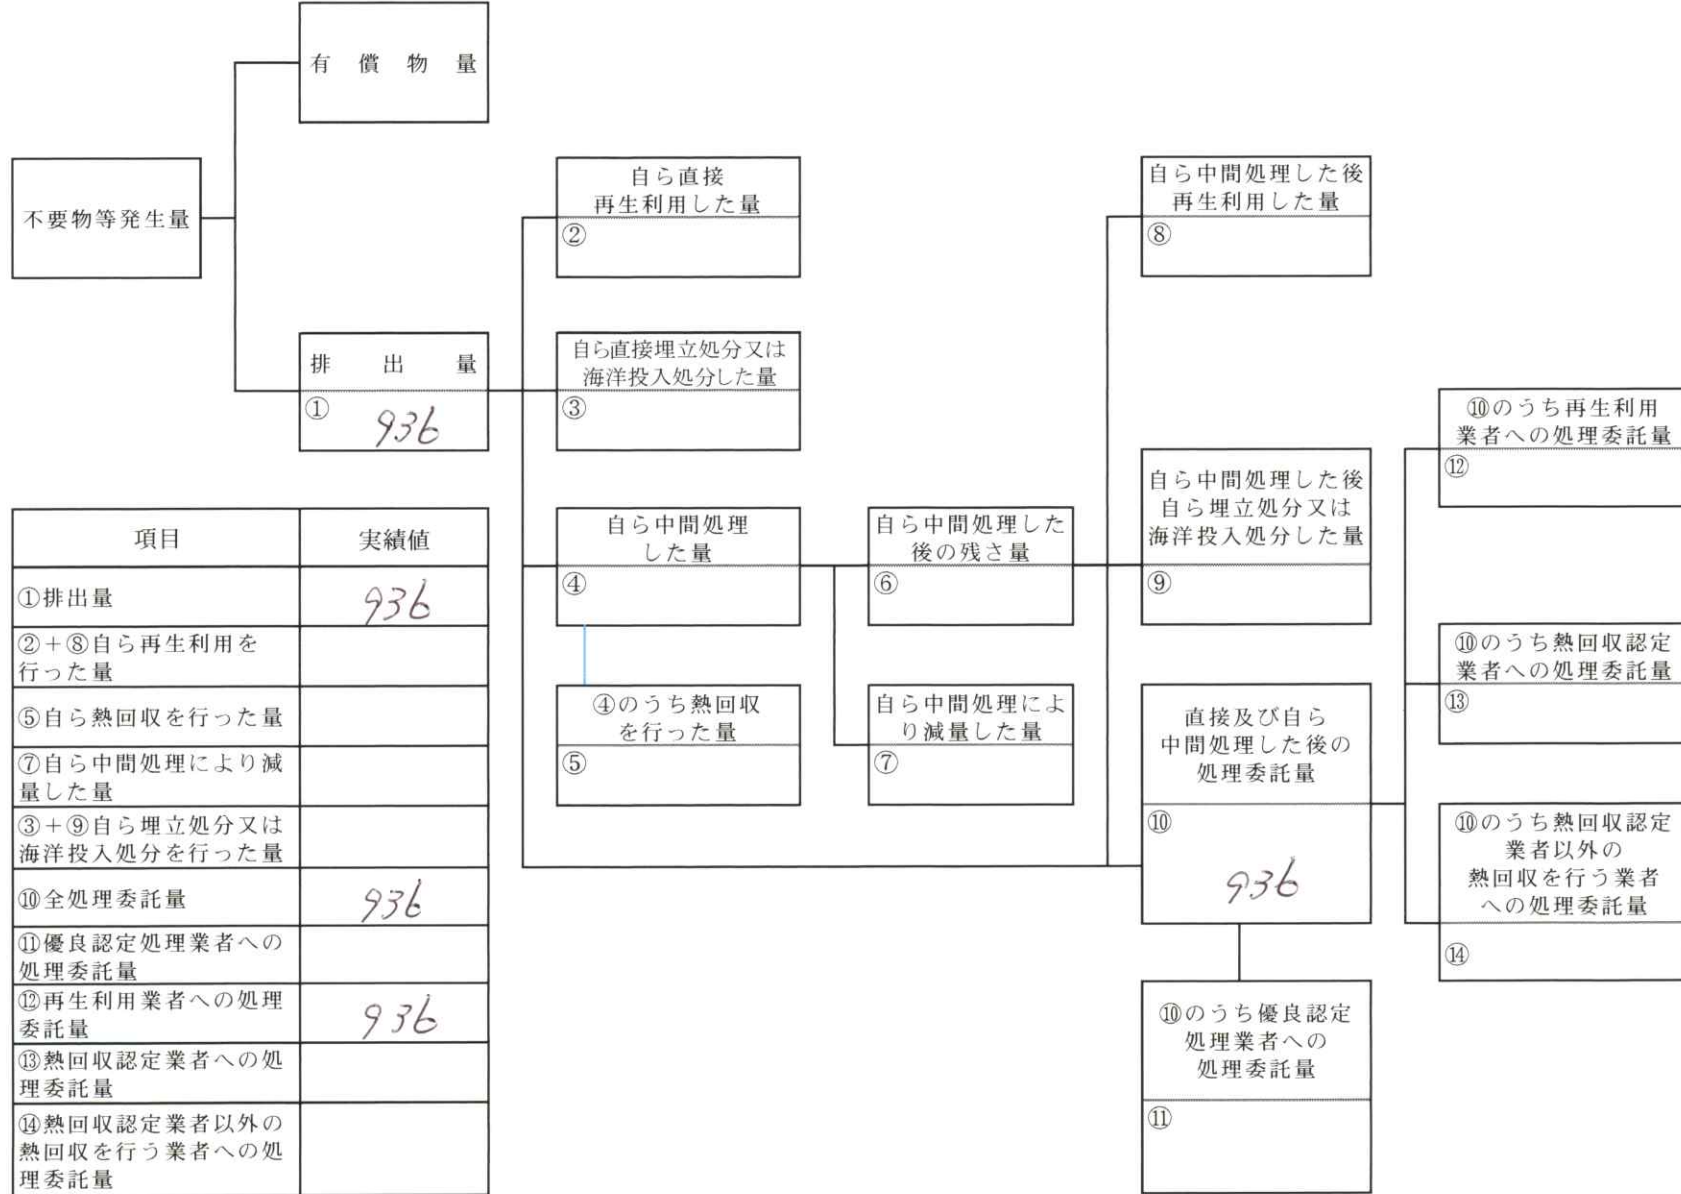 有償物量
不要物等発生量
自ら直接
再生利用した量
②
自ら中間処理した後
再生利用した量
⑧
排出量
①
936
自ら直接埋立処分又は
海洋投入処分した量
③
⑩のうち再生利用
業者への処理委託量
⑫
自ら中間処理
した量
④
自ら中間処理した
後の残さ量
⑥
自ら中間処理した後
自ら埋立処分又は
海洋投入処分した量
⑨
⑩のうち熱回収認定
業者への処理委託量
⑬
④のうち熱回収
を行った量
⑤
自ら中間処理によ
り減量した量
⑦
直接及び自ら
中間処理した後の
処理委託量
⑩
936
⑩のうち熱回収認定
業者以外の
熱回収を行う業者
への処理委託量
⑭
⑩のうち優良認定
処理業者への
処理委託量
⑪
項目 実績値
①排出量 936
②+⑧自ら再生利用を
行った量
⑤自ら熱回収を行った量
⑦自ら中間処理により減
量した量
③+⑨自ら埋立処分又は
海洋投入処分を行った量
⑩全処理委託量 936
⑪優良認定処理業者への
処理委託量
⑫再生利用業者への処理
委託量 936
⑬熱回収認定業者への処
理委託量
⑭熱回収認定業者以外の
熱回収を行う業者への処
理委託量